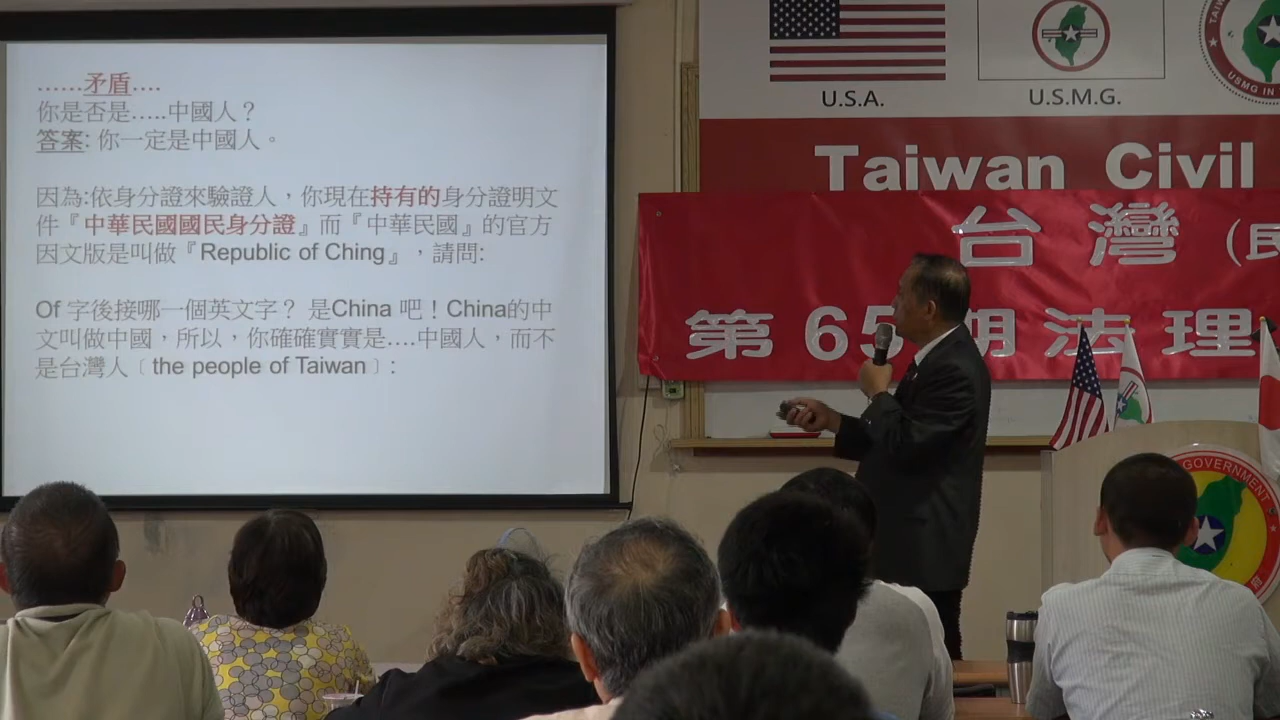 ......矛盾....
你是否是.....中國人？
答案: 你一定是中國人。
因為:依身分證來驗證人，你現在持有的身分證明文
件『中華民國國民身分證』而『中華民國』的官方
因文版是叫做『Republic of Ching』，請問:
Of 字後接哪一個英文字？ 是China 吧！China的中
文叫做中國，所以，你確確實實是....中國人，而不
是台灣人﹝the people of Taiwan﹞:
U.S.A.
U.S.M.G.
USMG IN
Taiwan Civil
台灣（民
第65期法理
GOVERNMENT